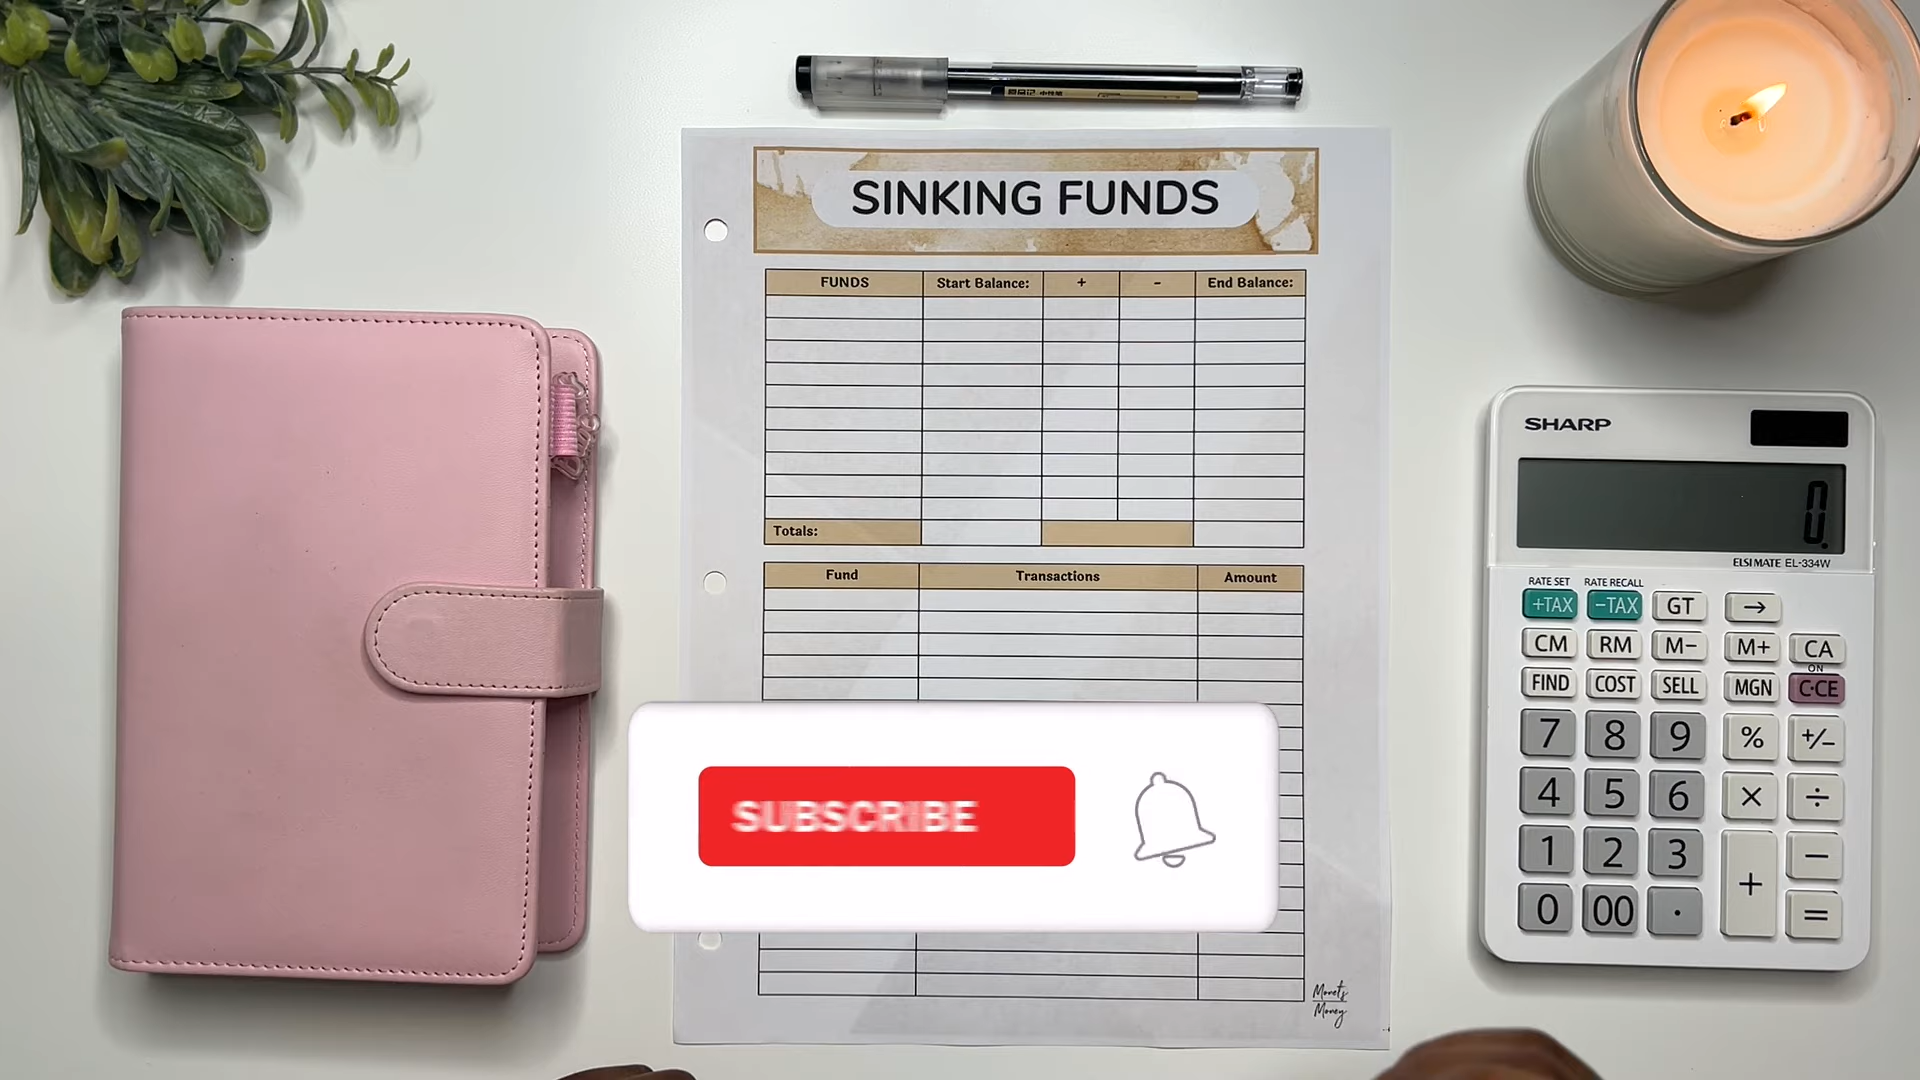 SINKING FUNDS
FUNDS Start Balance: + - End Balance:
Totals:
Fund Transactions Amount
SUBSCRIBE
Monet's
Money
SHARP
0.
ELSIMATE EL-334W
RATE SET RATE RECALL
+TAX −TAX GT →
CM RM M− M+ CA
ON
FIND COST SELL MGN C·CE
7 8 9 % +/−
4 5 6 × ÷
1 2 3 + −
0 00 · =